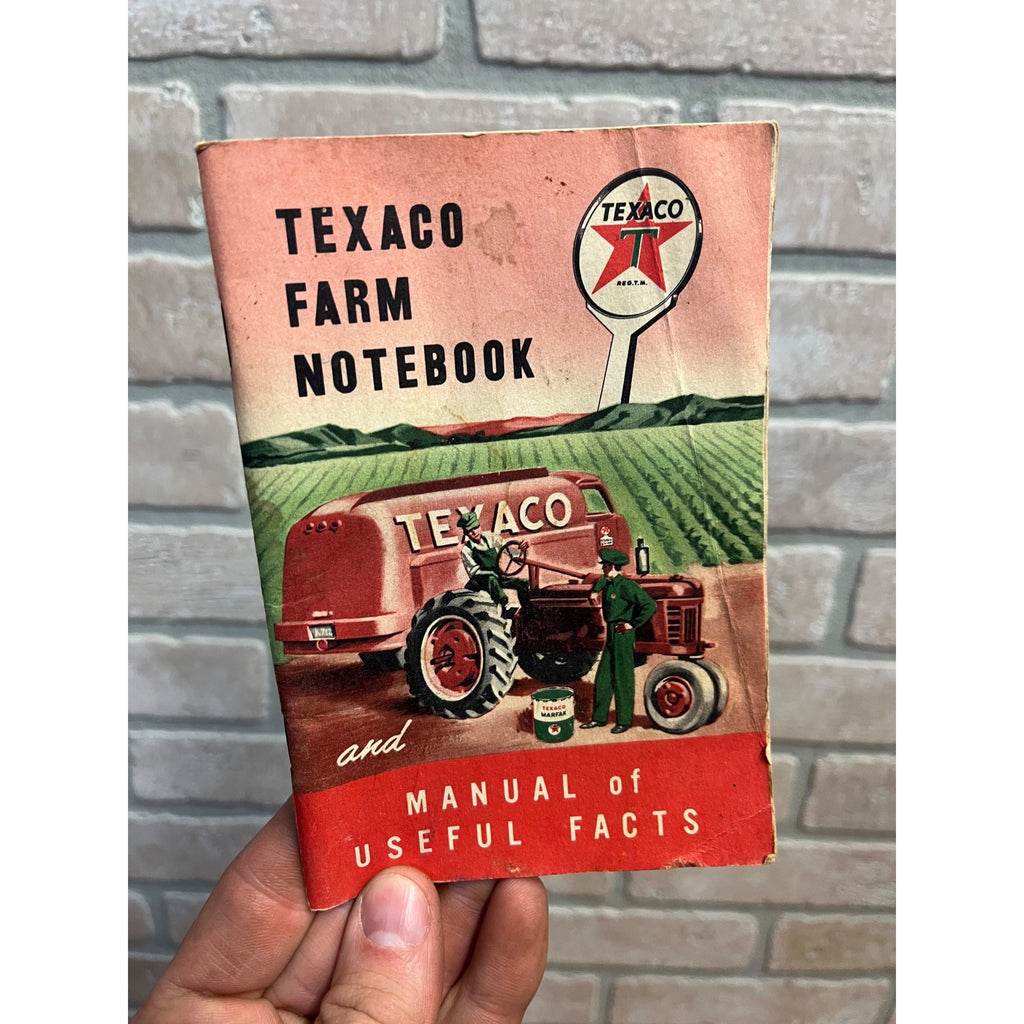 TEXACO
FARM
NOTEBOOK
TEXACO
T
REG.T.M.
TEXACO
TEXACO
MARFAK
and
MANUAL of
USEFUL FACTS